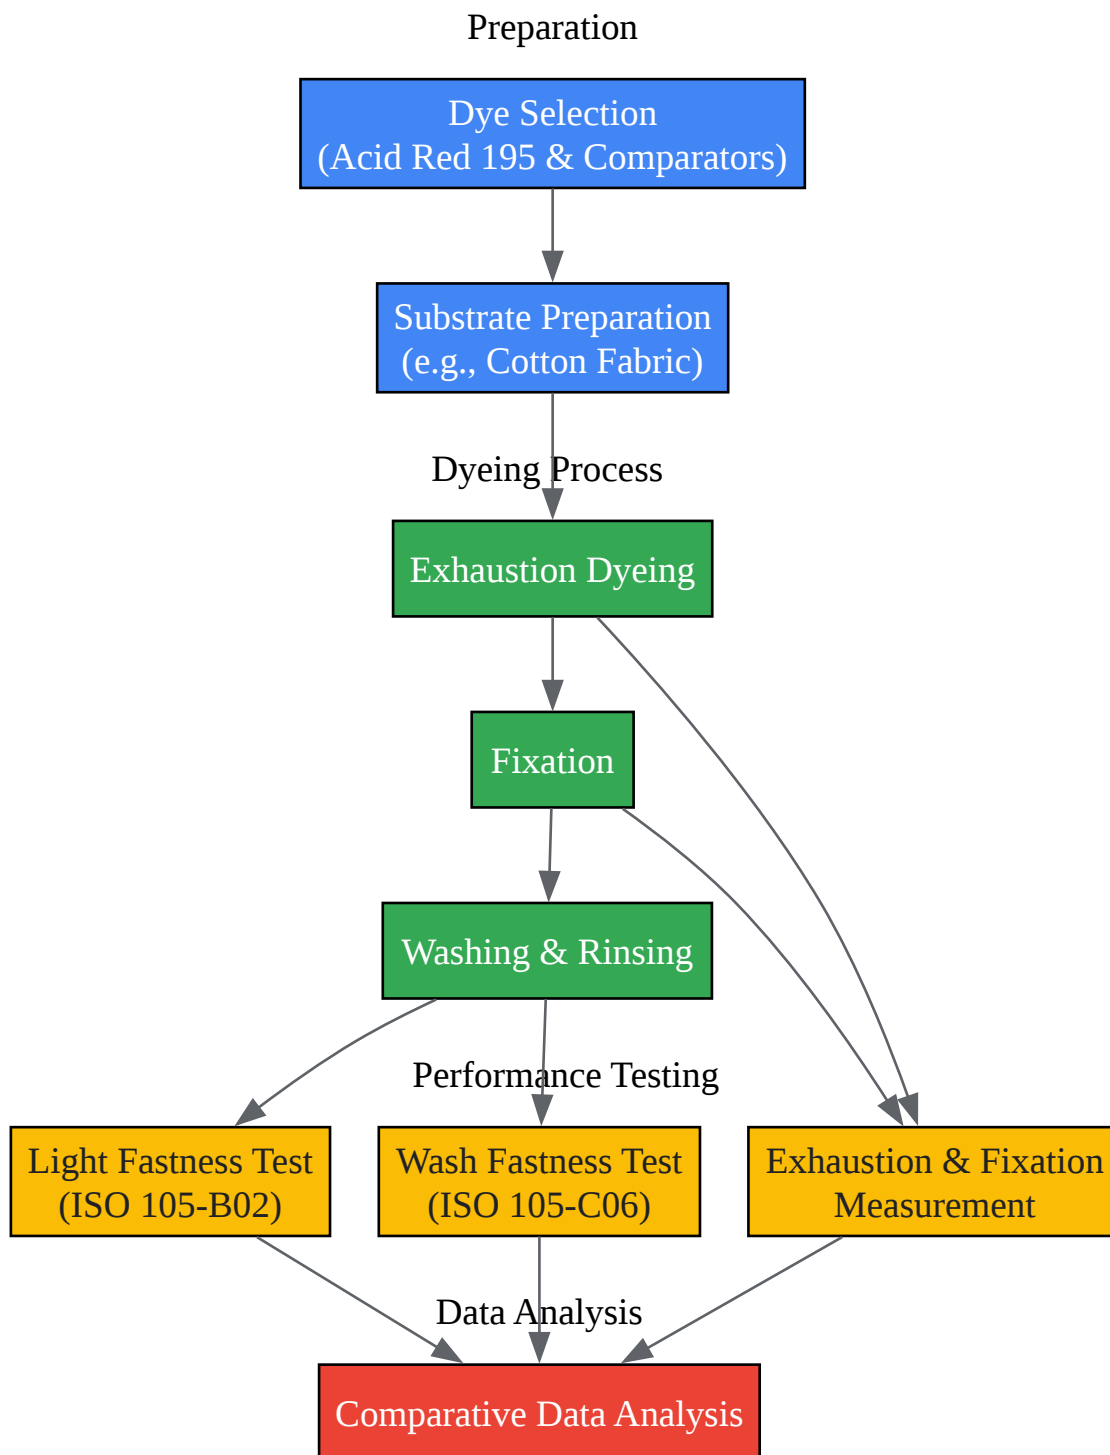 Preparation
Dye Selection
(Acid Red 195 & Comparators)
Substrate Preparation
(e.g., Cotton Fabric)
Dyeing Process
Exhaustion Dyeing
Fixation
Washing & Rinsing
Performance Testing
Light Fastness Test
(ISO 105-B02)
Wash Fastness Test
(ISO 105-C06)
Exhaustion & Fixation
Measurement
Data Analysis
Comparative Data Analysis